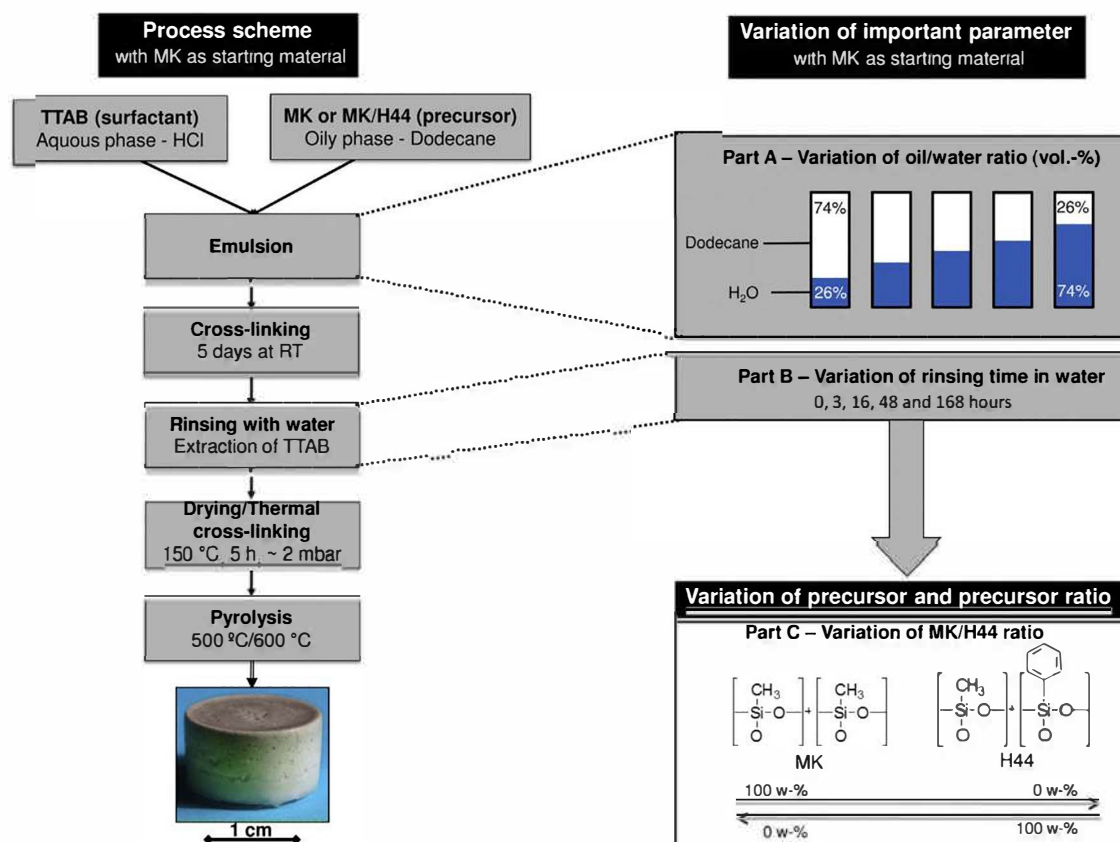 Process scheme
with MK as starting material
TTAB (surfactant)
Aquous phase - HCl
MK or MK/H44 (precursor)
Oily phase - Dodecane
Emulsion
Cross-linking
5 days at RT
Rinsing with water
Extraction of TTAB
Drying/Thermal
cross-linking
150 °C, 5 h, ~ 2 mbar
Pyrolysis
500 ºC/600 °C
1 cm
Variation of important parameter
with MK as starting material
Part A – Variation of oil/water ratio (vol.-%)
74%
26%
Dodecane
H₂O
26%
74%
Part B – Variation of rinsing time in water
0, 3, 16, 48 and 168 hours
Variation of precursor and precursor ratio
Part C – Variation of MK/H44 ratio
CH₃ CH₃ CH₃
Si O + Si O Si O + Si O
O O O O
MK H44
100 w-% 0 w-%
0 w-% 100 w-%